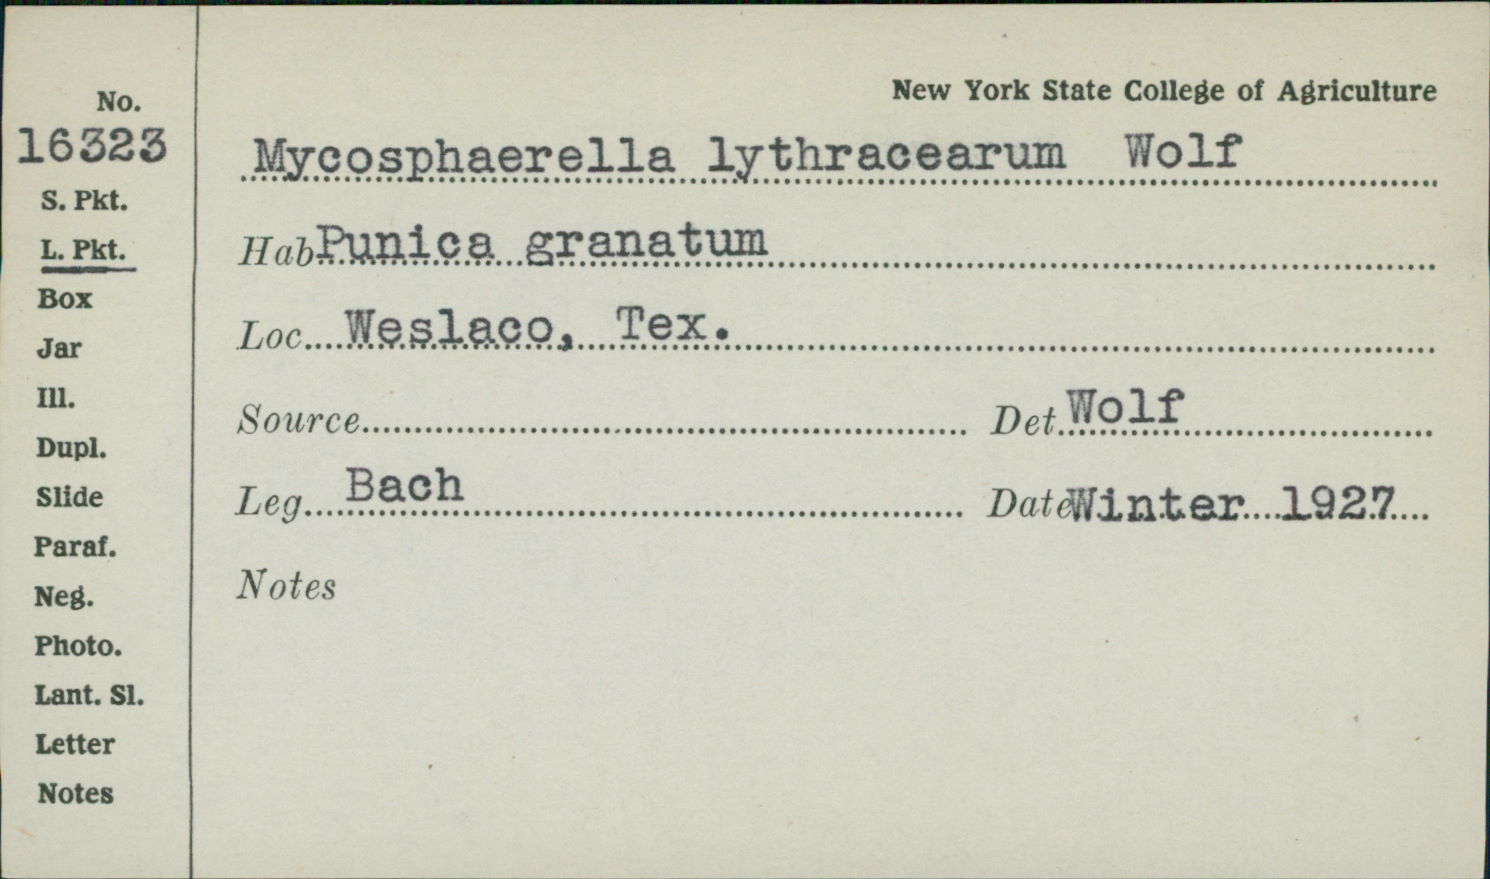 New York State College of Agriculture
No.
16323
S. Pkt.
L. Pkt.
Box
Jar
Ill.
Dupl.
Slide
Paraf.
Neg.
Photo.
Lant. Sl.
Letter
Notes
Mycosphaerella lythracearum Wolf
Hab Punica granatum
Loc Weslaco, Tex.
Source Det Wolf
Leg Bach Date Winter 1927
Notes